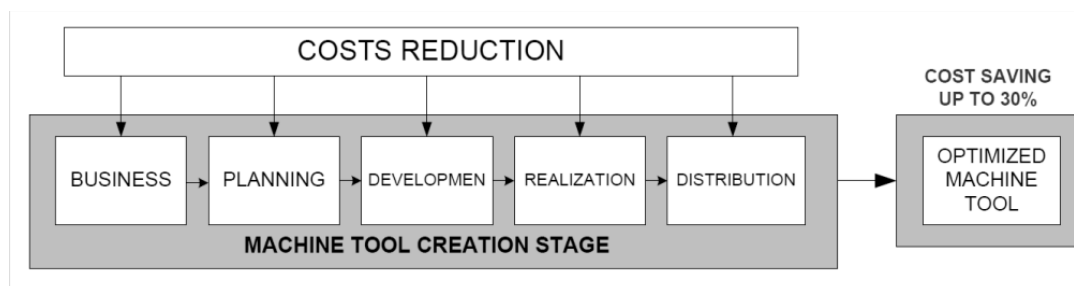 COSTS REDUCTION
COST SAVING
UP TO 30%
BUSINESS
PLANNING
DEVELOPMEN
REALIZATION
DISTRIBUTION
OPTIMIZED
MACHINE
TOOL
MACHINE TOOL CREATION STAGE